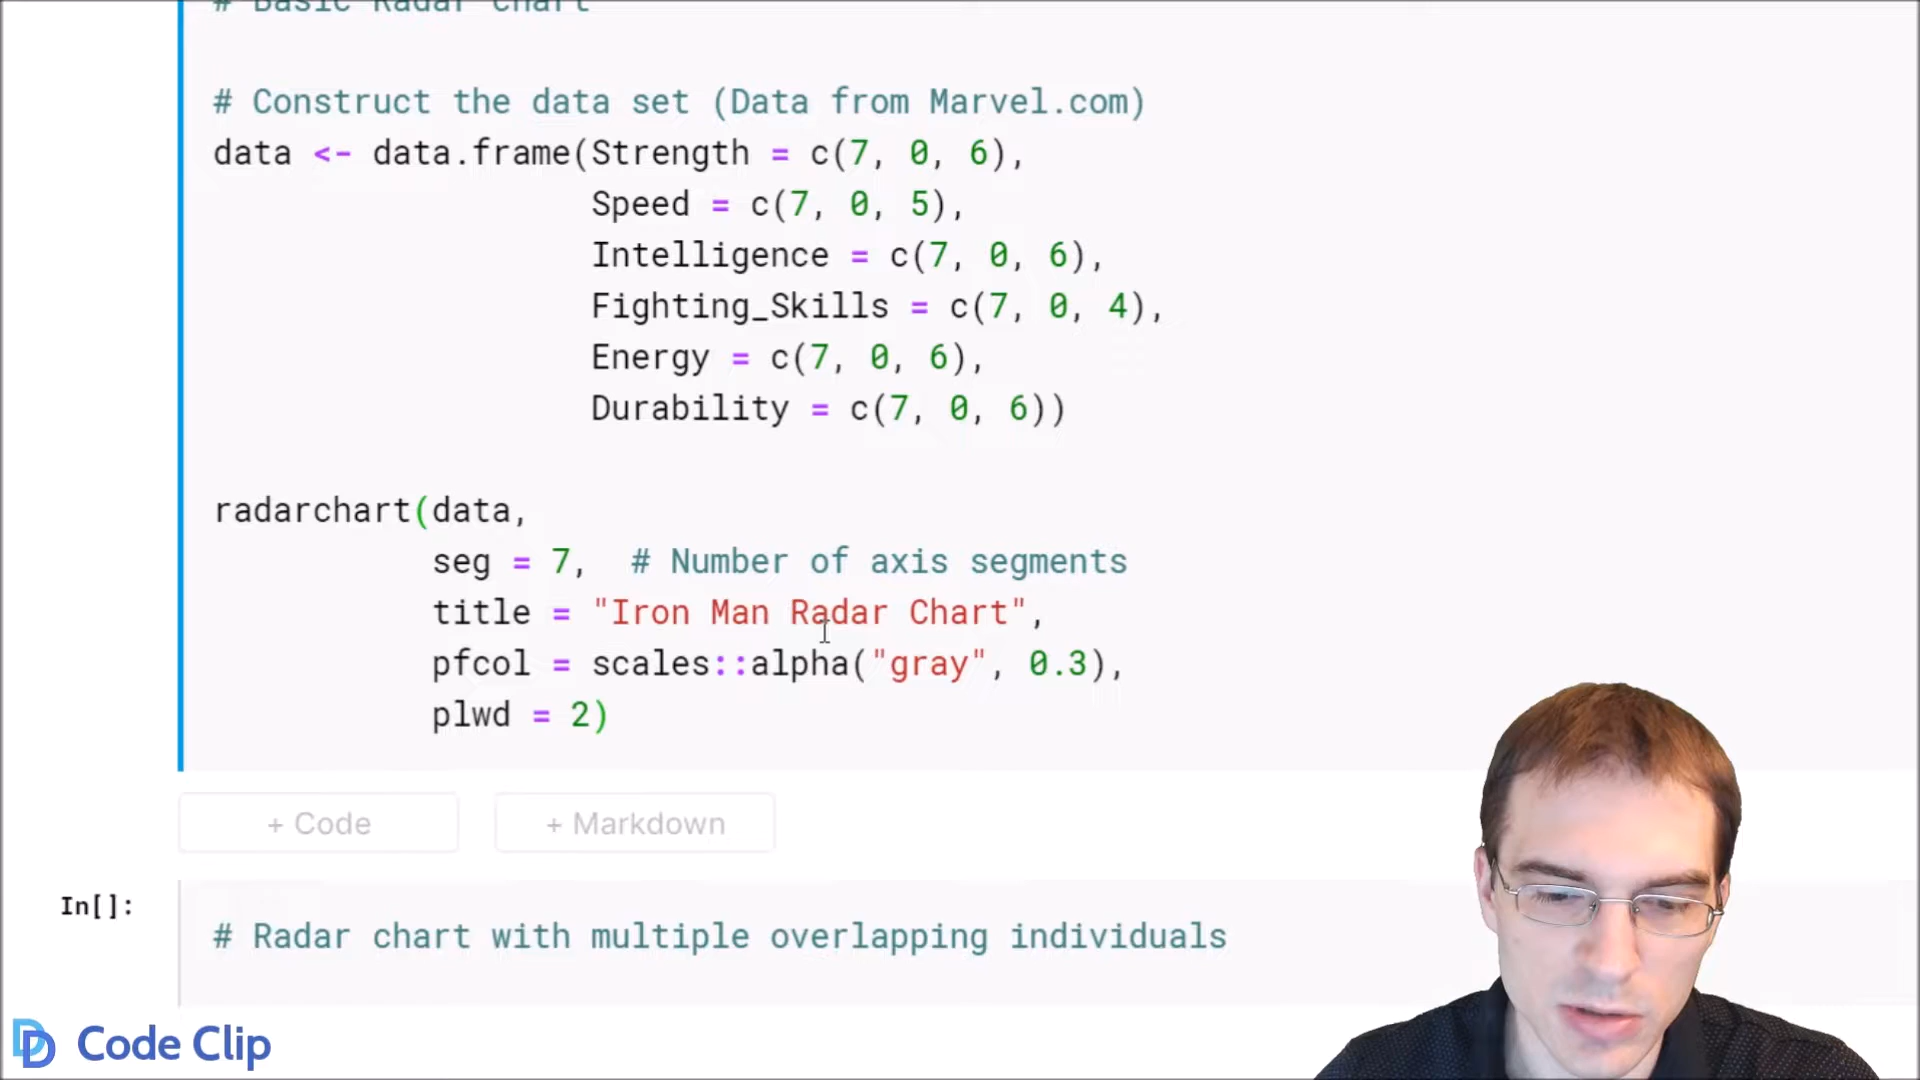 # Basic Radar chart
# Construct the data set (Data from Marvel.com)
data <- data.frame(Strength = c(7, 0, 6),
Speed = c(7, 0, 5),
Intelligence = c(7, 0, 6),
Fighting_Skills = c(7, 0, 4),
Energy = c(7, 0, 6),
Durability = c(7, 0, 6))
radarchart(data,
seg = 7,  # Number of axis segments
title = "Iron Man Radar Chart",
pfcol = scales::alpha("gray", 0.3),
plwd = 2)
+ Code
+ Markdown
In[]:
# Radar chart with multiple overlapping individuals
Code Clip